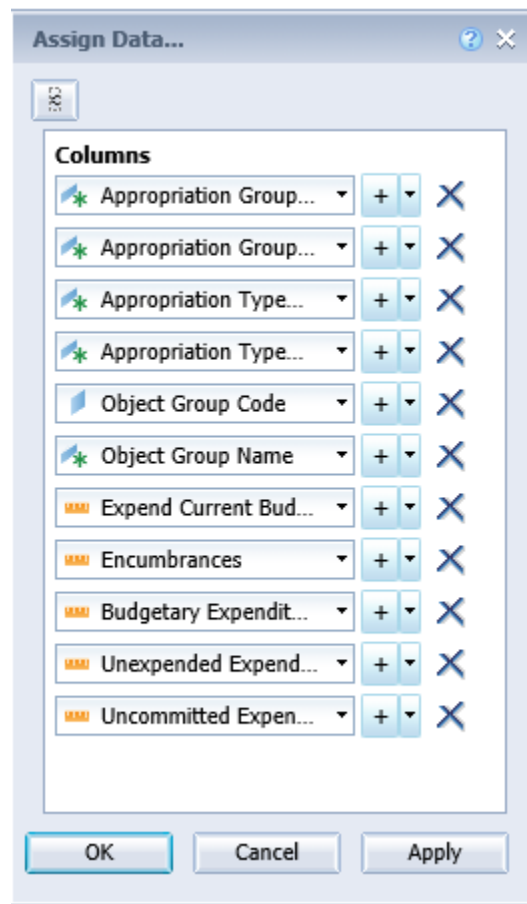 Assign Data...
Columns
Appropriation Group...
Appropriation Group...
Appropriation Type...
Appropriation Type...
Object Group Code
Object Group Name
Expend Current Bud...
Encumbrances
Budgetary Expendit...
Unexpended Expend...
Uncommitted Expen...
OK Cancel Apply